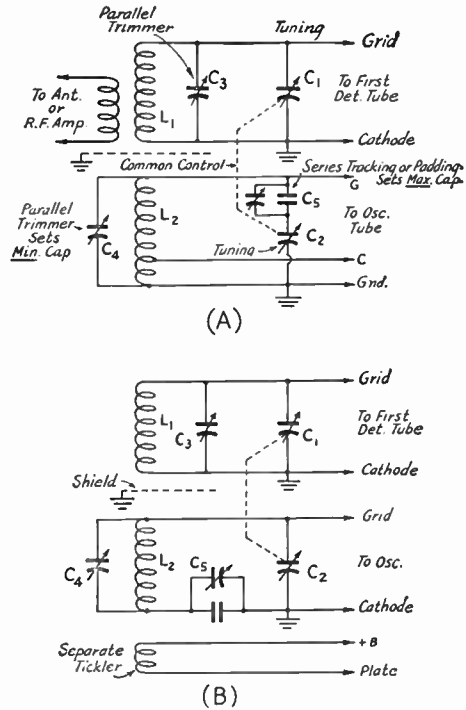 Parallel
Trimmer
Tuning
Grid
C3
C1
To Ant.
or
R.F. Amp.
L1
To First
Det. Tube
Cathode
Common Control
Series Tracking or Padding-
Sets Max. Cap.
G
L2
C5
Parallel
Trimmer
Sets
Min. Cap
C4
To Osc.
Tube
C2
Tuning
C
Gnd.
(A)
Grid
L1
C3
C1
To First
Det. Tube
Shield
Cathode
Grid
C4
L2
C5
C2
To Osc.
Cathode
Separate
Tickler
+B
Plate
(B)